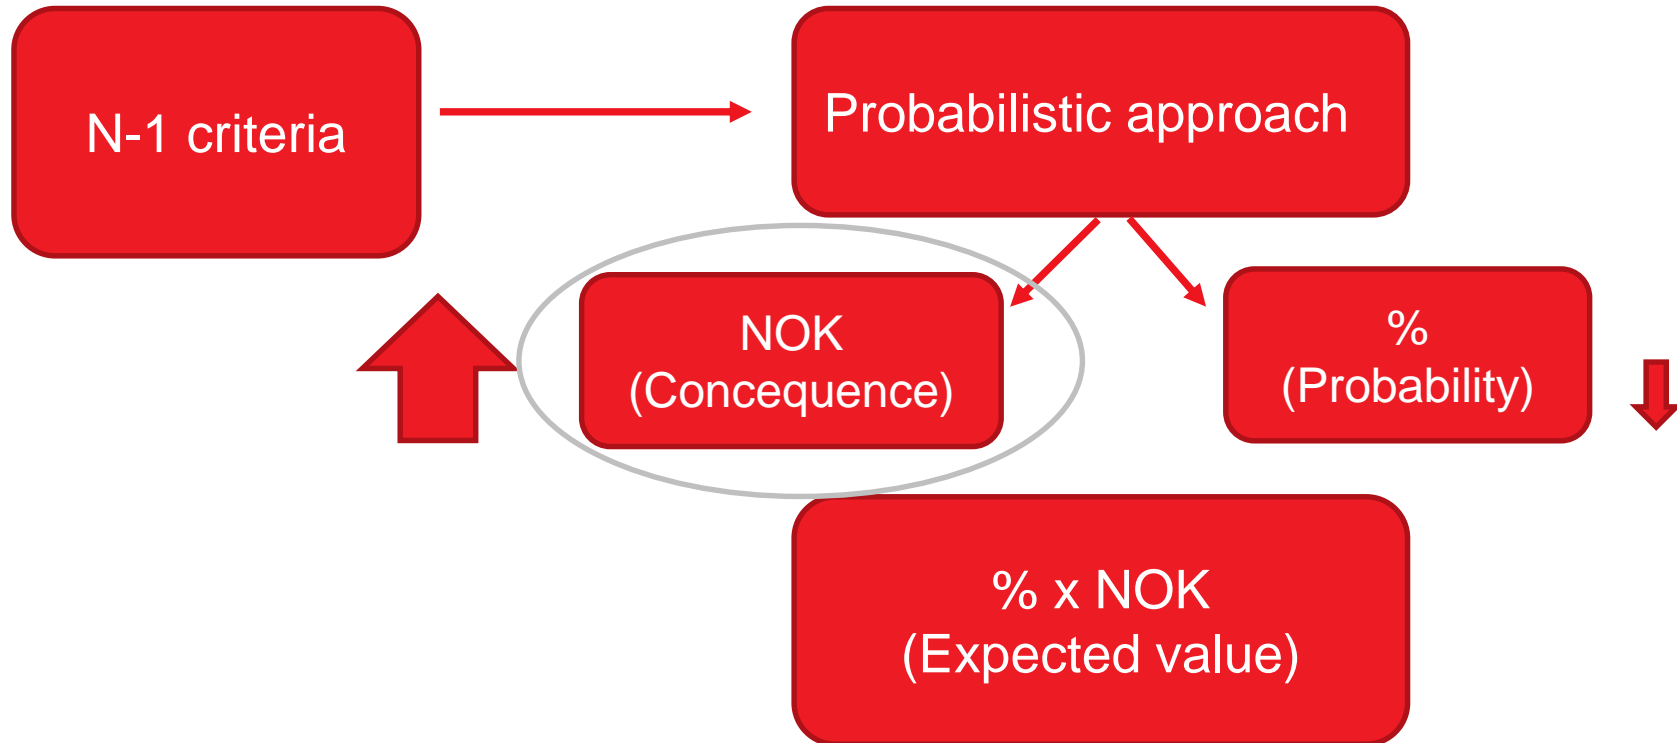 N-1 criteria
Probabilistic approach
NOK
(Concequence)
%
(Probability)
% x NOK
(Expected value)